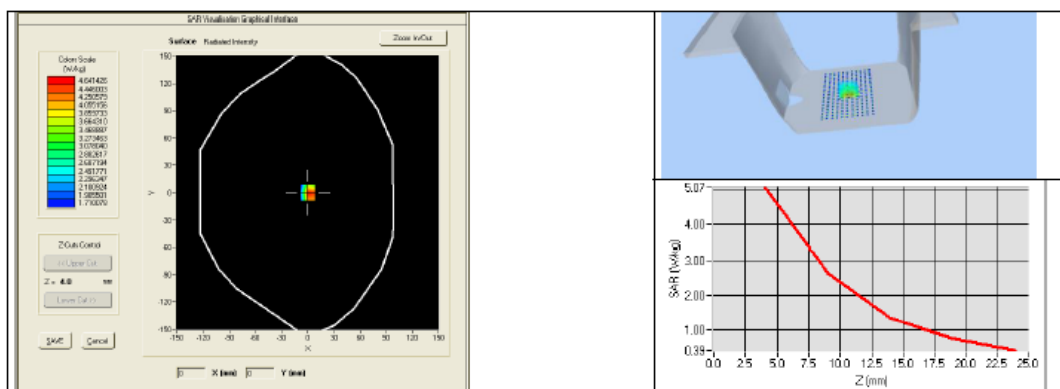 SAR Visualisation Graphical Interface
Surface Radiated Intensity
Zoom In/Out
Colors Scale
(W/kg)
4.641426
4.446003
4.250573
4.055156
3.859733
3.664310
3.468887
3.273463
3.078040
2.882617
2.687194
2.491771
2.296347
2.100924
1.905501
1.710078
150
120
90
60
30
0
-30
-60
-90
-120
-150
Y
-150 -120 -90 -60 -30 0 30 60 90 120 150
X
Z Cuts Control
Upper Cut
Z = 4.0 mm
Lower Cut
SAVE
Cancel
0 X (mm) 0 Y (mm)
5.07
4.00
3.00
2.00
1.00
0.39
SAR (W/kg)
0.0 2.5 5.0 7.5 10.0 12.5 15.0 17.5 20.0 22.5 25.0
Z (mm)